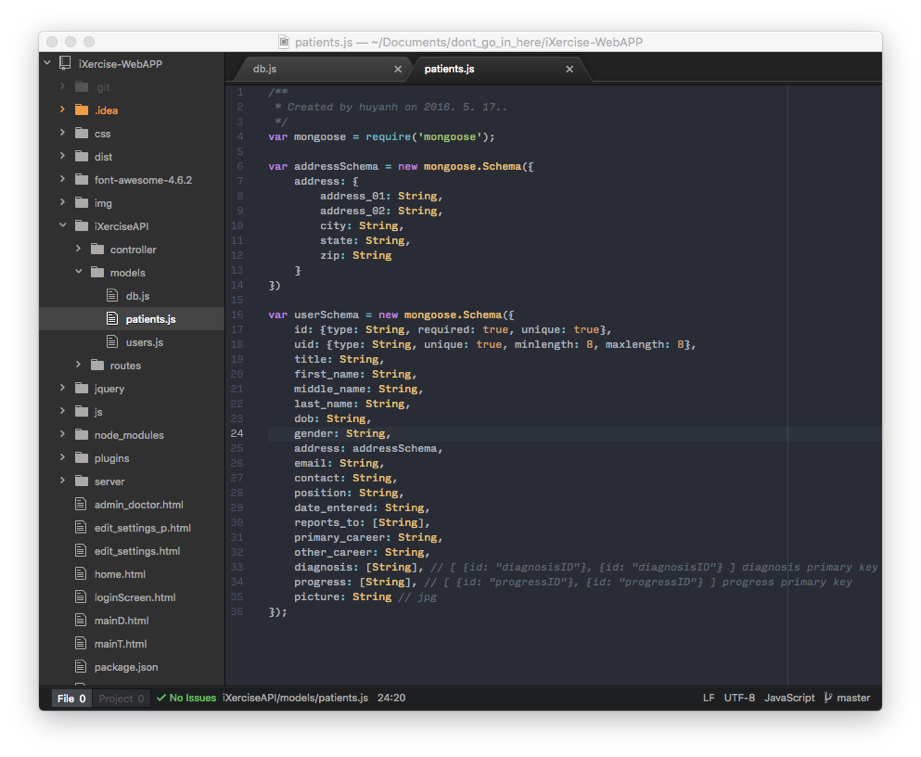 patients.js — ~/Documents/dont_go_in_here/iXercise-WebAPP
iXercise-WebAPP
.git
.idea
css
dist
font-awesome-4.6.2
img
iXerciseAPI
controller
models
db.js
patients.js
users.js
routes
jquery
js
node_modules
plugins
server
admin_doctor.html
edit_settings_p.html
edit_settings.html
home.html
loginScreen.html
mainD.html
mainT.html
package.json
db.js
patients.js
1 /**
2 * Created by huyanh on 2016. 5. 17..
3 */
4 var mongoose = require('mongoose');
5
6 var addressSchema = new mongoose.Schema({
7 address: {
8 address_01: String,
9 address_02: String,
10 city: String,
11 state: String,
12 zip: String
13 }
14 })
15
16 var userSchema = new mongoose.Schema({
17 id: {type: String, required: true, unique: true},
18 uid: {type: String, unique: true, minlength: 8, maxlength: 8},
19 title: String,
20 first_name: String,
21 middle_name: String,
22 last_name: String,
23 dob: String,
24 gender: String,
25 address: addressSchema,
26 email: String,
27 contact: String,
28 position: String,
29 date_entered: String,
30 reports_to: [String],
31 primary_career: String,
32 other_career: String,
33 diagnosis: [String], // [ {id: "diagnosisID"}, {id: "diagnosisID"} ] diagnosis primary key
34 progress: [String], // [ {id: "progressID"}, {id: "progressID"} ] progress primary key
35 picture: String // jpg
36 });
File 0 Project 0 No Issues iXerciseAPI/models/patients.js 24:20 LF UTF-8 JavaScript master